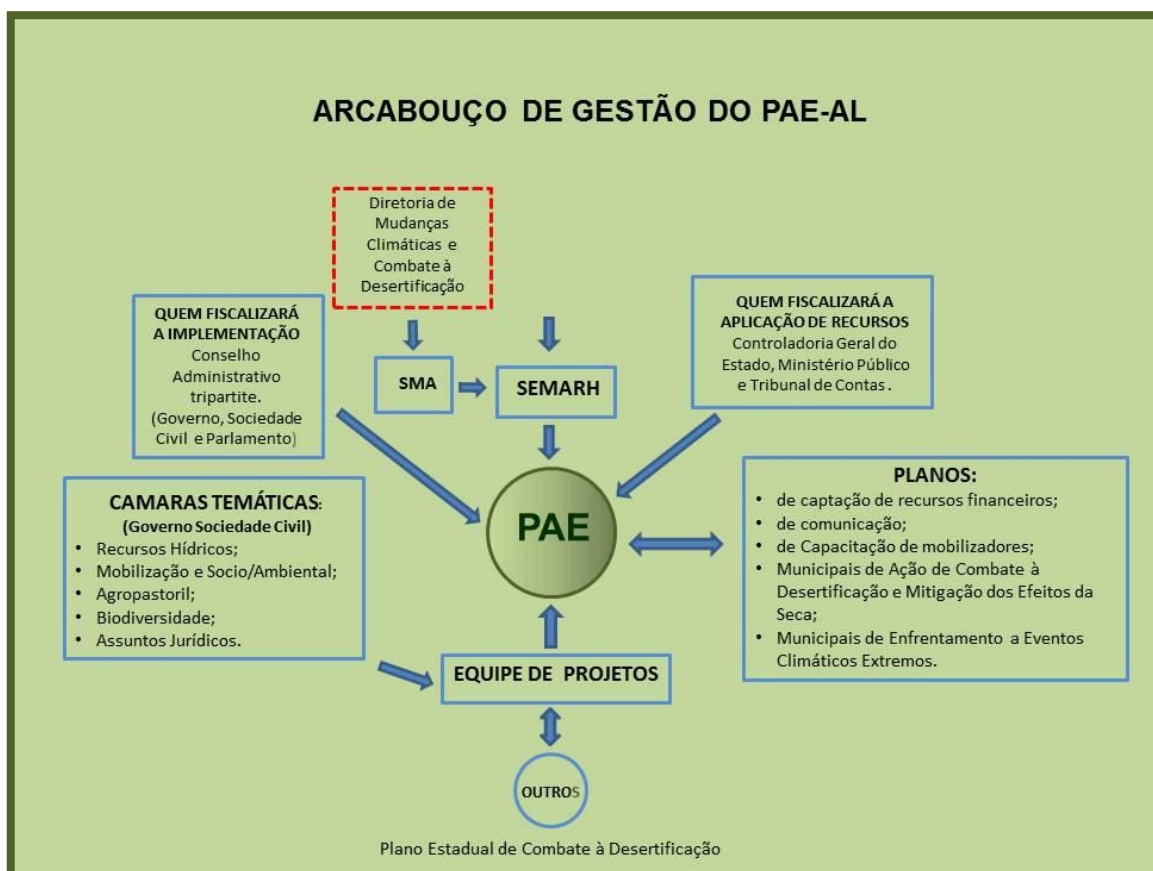 ARCABOUÇO DE GESTÃO DO PAE-AL
Diretoria de
Mudanças
Climáticas e
Combate à
Desertificação
QUEM FISCALIZARÁ
A IMPLEMENTAÇÃO
Conselho
Administrativo
tripartite.
(Governo, Sociedade
Civil e Parlamento)
SMA
SEMARH
QUEM FISCALIZARÁ A
APLICAÇÃO DE RECURSOS
Controladoria Geral do
Estado, Ministério Público
e Tribunal de Contas.
CAMARAS TEMÁTICAS:
(Governo Sociedade Civil)
• Recursos Hídricos;
• Mobilização e Socio/Ambiental;
• Agropastoril;
• Biodiversidade;
• Assuntos Jurídicos.
PAE
PLANOS:
• de captação de recursos financeiros;
• de comunicação;
• de Capacitação de mobilizadores;
• Municipais de Ação de Combate à
Desertificação e Mitigação dos Efeitos da
Seca;
• Municipais de Enfrentamento a Eventos
Climáticos Extremos.
EQUIPE DE PROJETOS
OUTROS
Plano Estadual de Combate à Desertificação